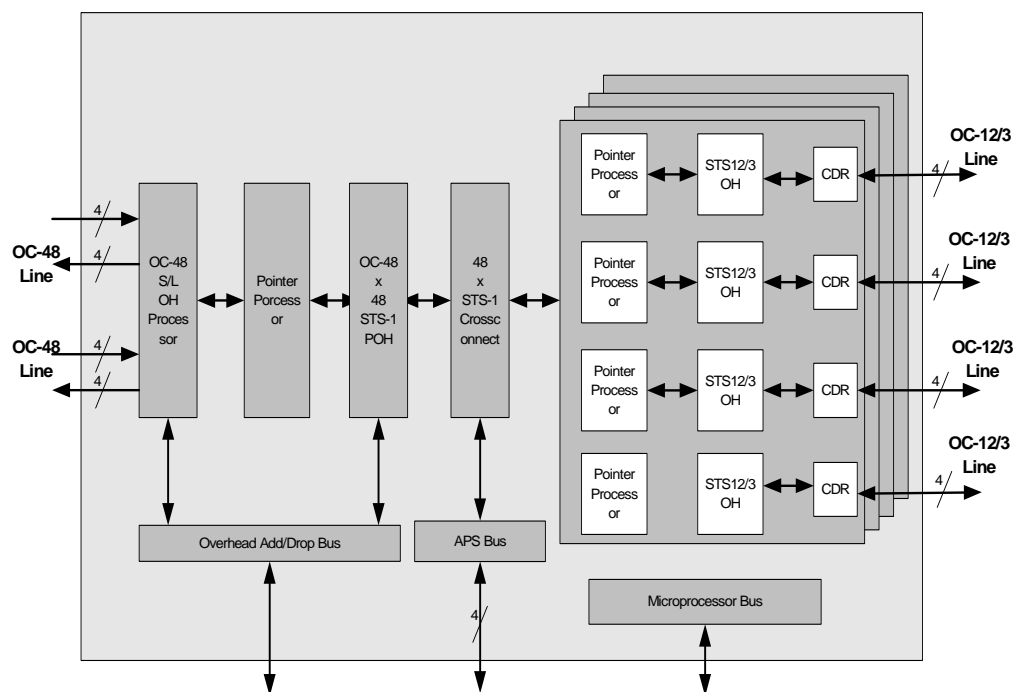 4
4
OC-48
Line
OC-48
Line
4
4
OC-48
S/L
OH
Proces
sor
Pointer
Porcess
or
OC-48
x
48
STS-1
POH
48
x
STS-1
Crossc
onnect
Pointer
Process
or
STS12/3
OH
CDR
4
OC-12/3
Line
Pointer
Process
or
STS12/3
OH
CDR
4
OC-12/3
Line
Pointer
Process
or
STS12/3
OH
CDR
4
OC-12/3
Line
Pointer
Process
or
STS12/3
OH
CDR
4
OC-12/3
Line
Overhead Add/Drop Bus
APS Bus
4
Microprocessor Bus